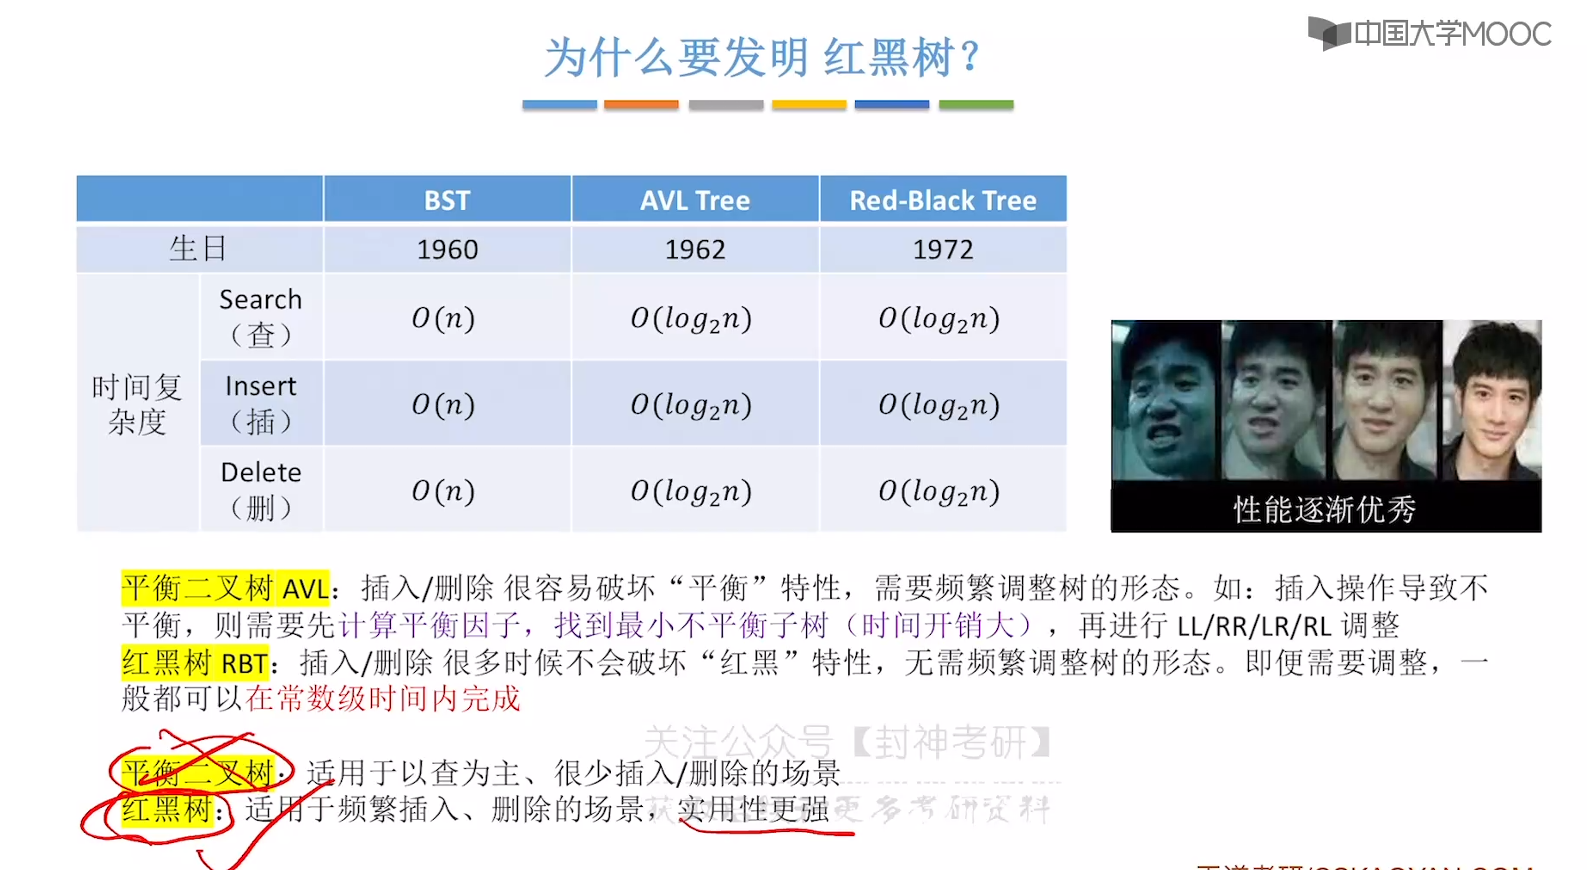 中国大学MOOC
为什么要发明 红黑树？
BST AVL Tree Red-Black Tree
生日 1960 1962 1972
时间复杂度
Search（查） O(n) O(log₂n) O(log₂n)
Insert（插） O(n) O(log₂n) O(log₂n)
Delete（删） O(n) O(log₂n) O(log₂n)
性能逐渐优秀
平衡二叉树 AVL：插入/删除 很容易破坏“平衡”特性，需要频繁调整树的形态。如：插入操作导致不
平衡，则需要先计算平衡因子，找到最小不平衡子树（时间开销大），再进行 LL/RR/LR/RL 调整
红黑树 RBT：插入/删除 很多时候不会破坏“红黑”特性，无需频繁调整树的形态。即便需要调整，一
般都可以在常数级时间内完成
关注公众号【封神考研】
平衡二叉树：适用于以查为主、很少插入/删除的场景
红黑树：适用于频繁插入、删除的场景，实用性更强
更多考研资料